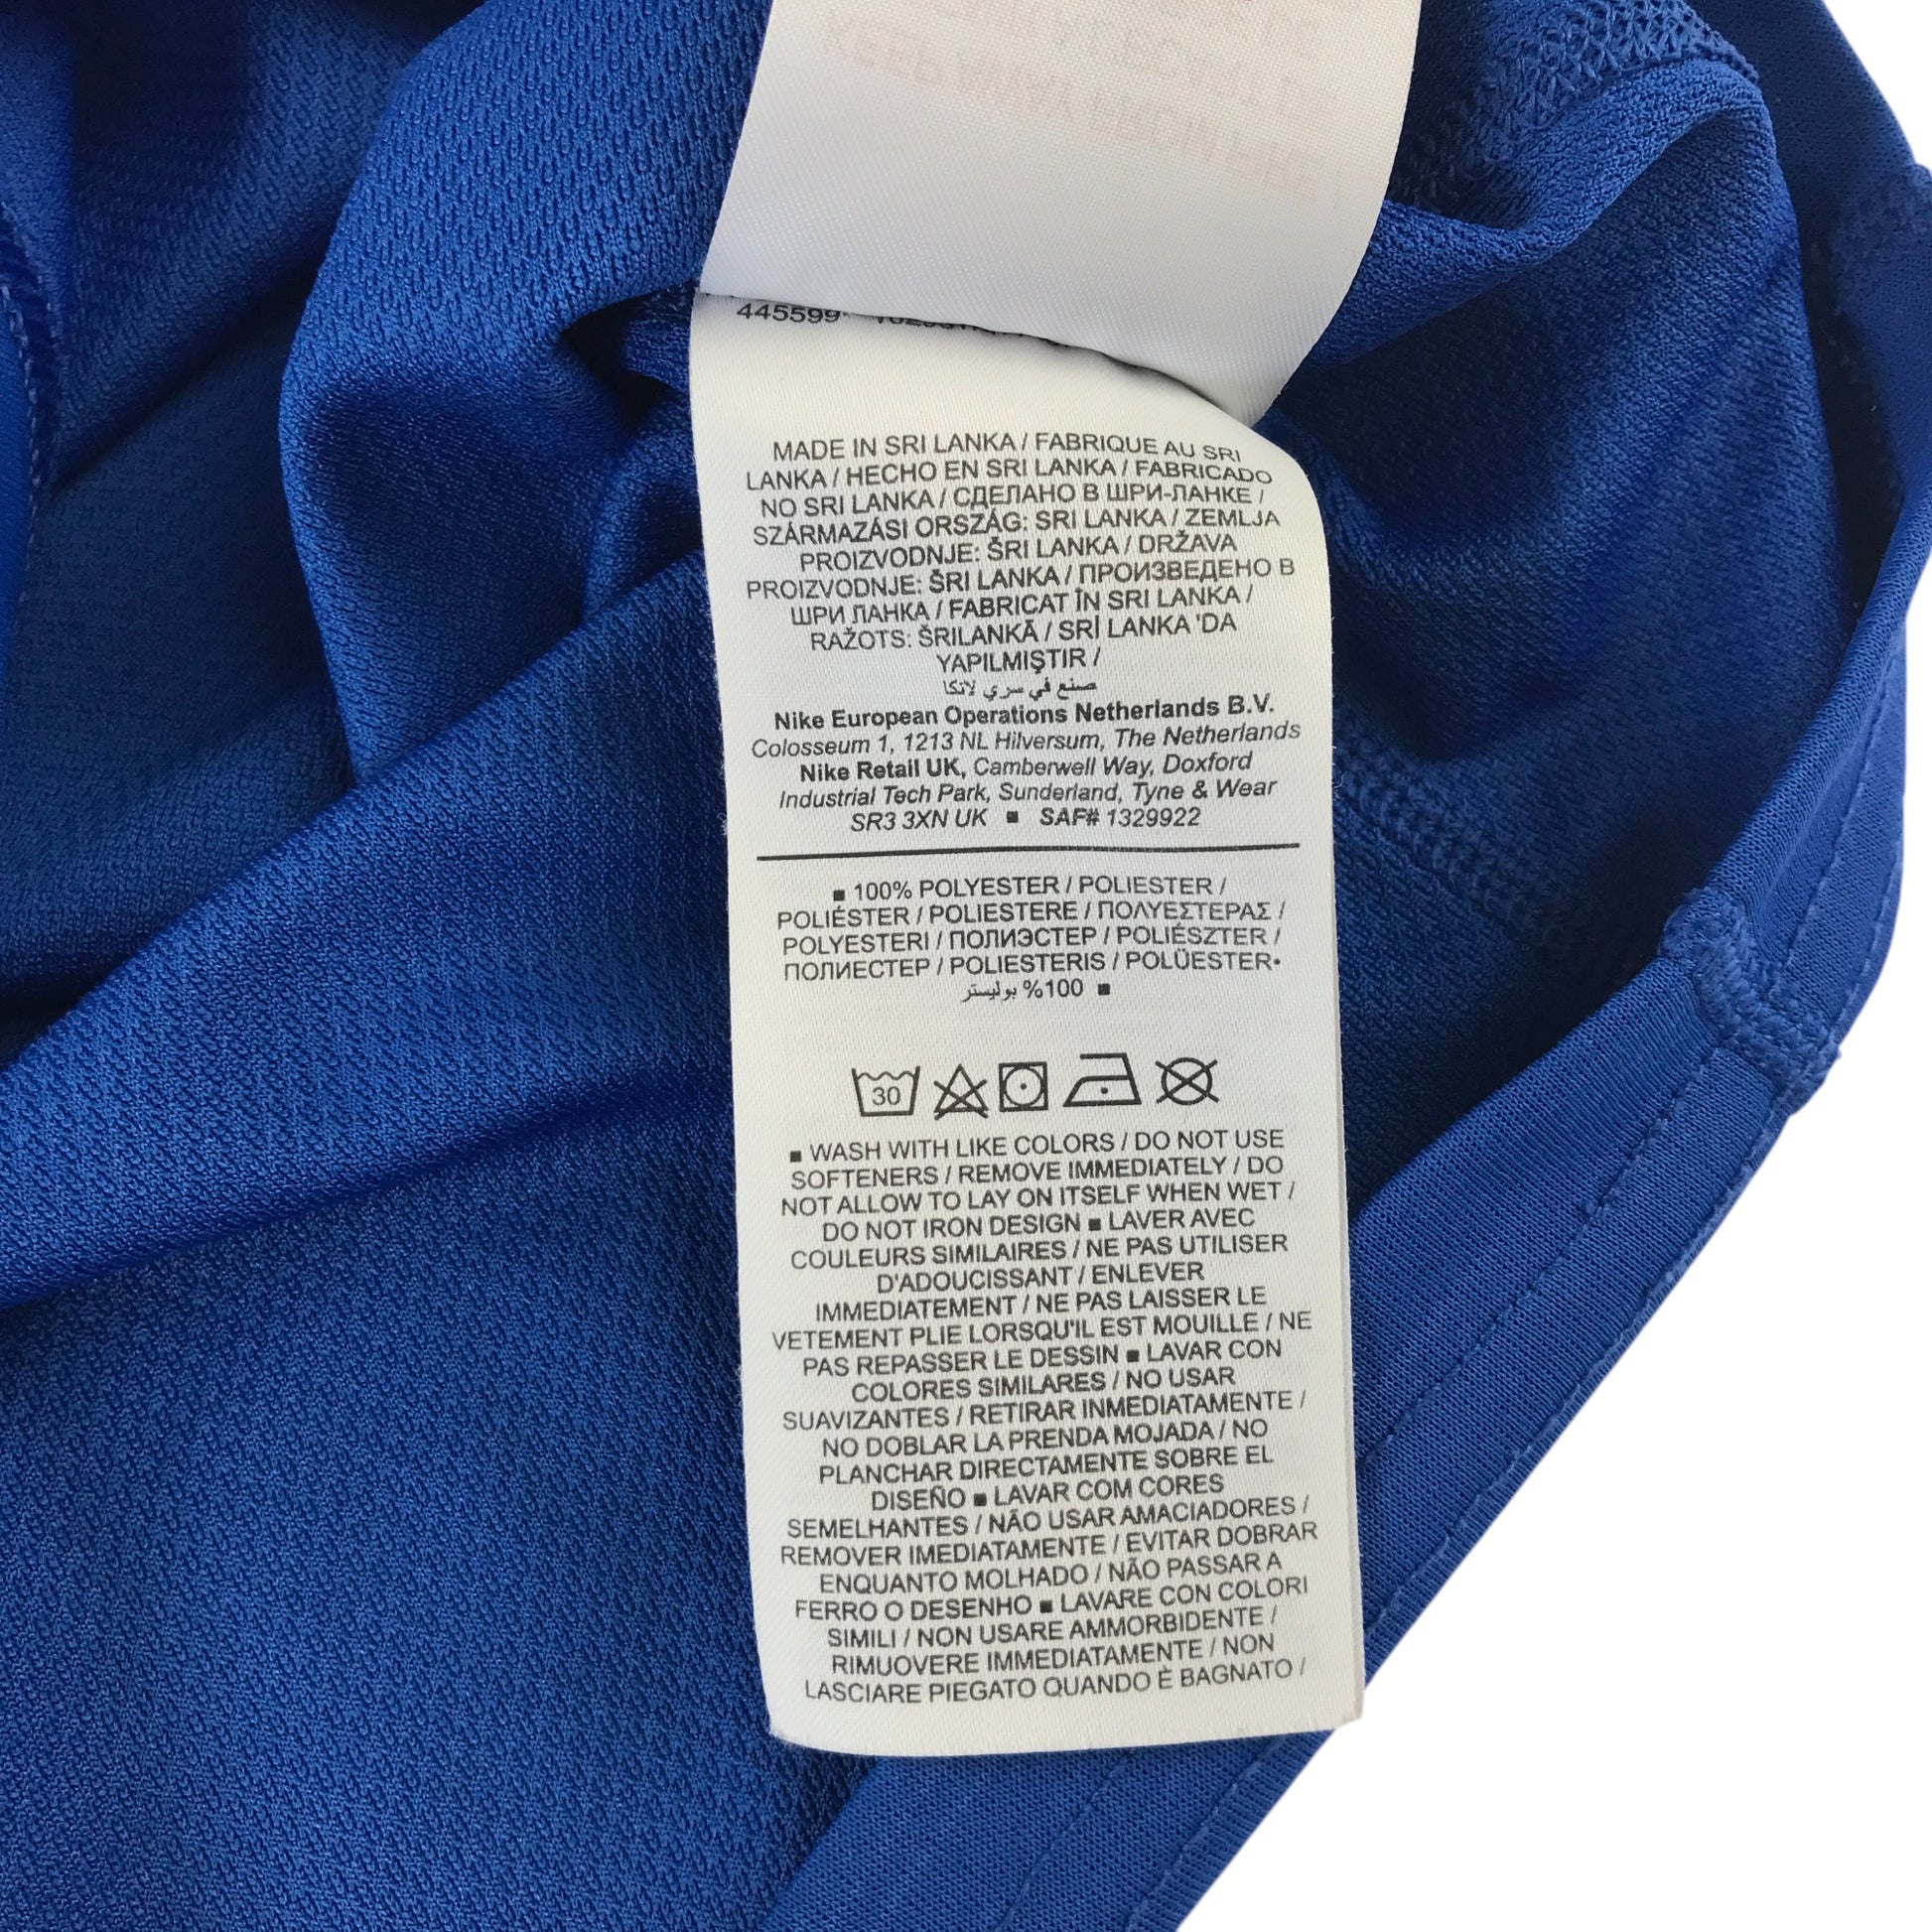 KEEP AWAY FROM FIRE
445599
MADE IN SRI LANKA / FABRIQUE AU SRI
LANKA / HECHO EN SRI LANKA / FABRICADO
NO SRI LANKA / СДЕЛАНО В ШРИ-ЛАНКЕ /
SZÁRMAZÁSI ORSZÁG: SRI LANKA / ZEMLJA
PROIZVODNJE: ŠRI LANKA / DRŽAVA
PROIZVODNJE: ŠRI LANKA / ПРОИЗВЕДЕНО В
ШРИ ЛАНКА / FABRICAT ÎN SRI LANKA /
RAŽOTS: ŠRILANKĀ / SRİ LANKA 'DA
YAPILMIŞTIR /
صنع في سري لانكا
Nike European Operations Netherlands B.V.
Colosseum 1, 1213 NL Hilversum, The Netherlands
Nike Retail UK, Camberwell Way, Doxford
Industrial Tech Park, Sunderland, Tyne & Wear
SR3 3XN UK ■ SAF# 1329922
■ 100% POLYESTER / POLIESTER /
POLIÉSTER / POLIESTERE / ΠΟΛΥΕΣΤΕΡΑΣ /
POLYESTERI / ПОЛИЭСТЕР / POLIÉSZTER /
ПОЛИЕСТЕР / POLIESTERIS / POLÜESTER•
■ 100% بوليستر
30
■ WASH WITH LIKE COLORS / DO NOT USE
SOFTENERS / REMOVE IMMEDIATELY / DO
NOT ALLOW TO LAY ON ITSELF WHEN WET /
DO NOT IRON DESIGN ■ LAVER AVEC
COULEURS SIMILAIRES / NE PAS UTILISER
D'ADOUCISSANT / ENLEVER
IMMEDIATEMENT / NE PAS LAISSER LE
VETEMENT PLIE LORSQU'IL EST MOUILLE / NE
PAS REPASSER LE DESSIN ■ LAVAR CON
COLORES SIMILARES / NO USAR
SUAVIZANTES / RETIRAR INMEDIATAMENTE /
NO DOBLAR LA PRENDA MOJADA / NO
PLANCHAR DIRECTAMENTE SOBRE EL
DISEÑO ■ LAVAR COM CORES
SEMELHANTES / NÃO USAR AMACIADORES /
REMOVER IMEDIATAMENTE / EVITAR DOBRAR
ENQUANTO MOLHADO / NÃO PASSAR A
FERRO O DESENHO ■ LAVARE CON COLORI
SIMILI / NON USARE AMMORBIDENTE /
RIMUOVERE IMMEDIATAMENTE / NON
LASCIARE PIEGATO QUANDO È BAGNATO /